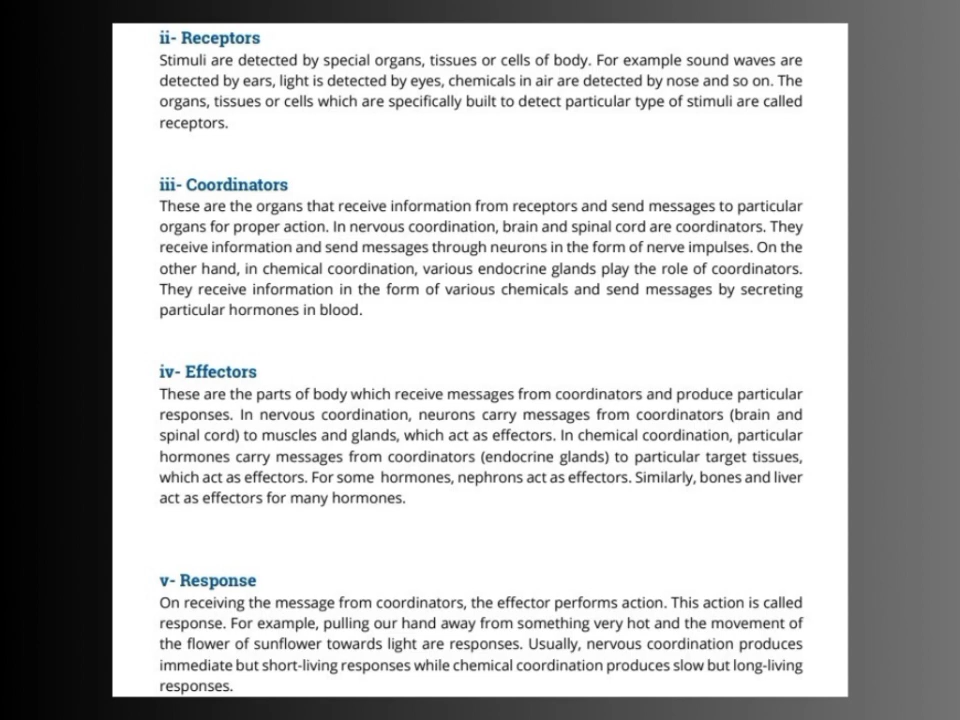 ii- Receptors
Stimuli are detected by special organs, tissues or cells of body. For example sound waves are
detected by ears, light is detected by eyes, chemicals in air are detected by nose and so on. The
organs, tissues or cells which are specifically built to detect particular type of stimuli are called
receptors.
iii- Coordinators
These are the organs that receive information from receptors and send messages to particular
organs for proper action. In nervous coordination, brain and spinal cord are coordinators. They
receive information and send messages through neurons in the form of nerve impulses. On the
other hand, in chemical coordination, various endocrine glands play the role of coordinators.
They receive information in the form of various chemicals and send messages by secreting
particular hormones in blood.
iv- Effectors
These are the parts of body which receive messages from coordinators and produce particular
responses. In nervous coordination, neurons carry messages from coordinators (brain and
spinal cord) to muscles and glands, which act as effectors. In chemical coordination, particular
hormones carry messages from coordinators (endocrine glands) to particular target tissues,
which act as effectors. For some hormones, nephrons act as effectors. Similarly, bones and liver
act as effectors for many hormones.
v- Response
On receiving the message from coordinators, the effector performs action. This action is called
response. For example, pulling our hand away from something very hot and the movement of
the flower of sunflower towards light are responses. Usually, nervous coordination produces
immediate but short-living responses while chemical coordination produces slow but long-living
responses.